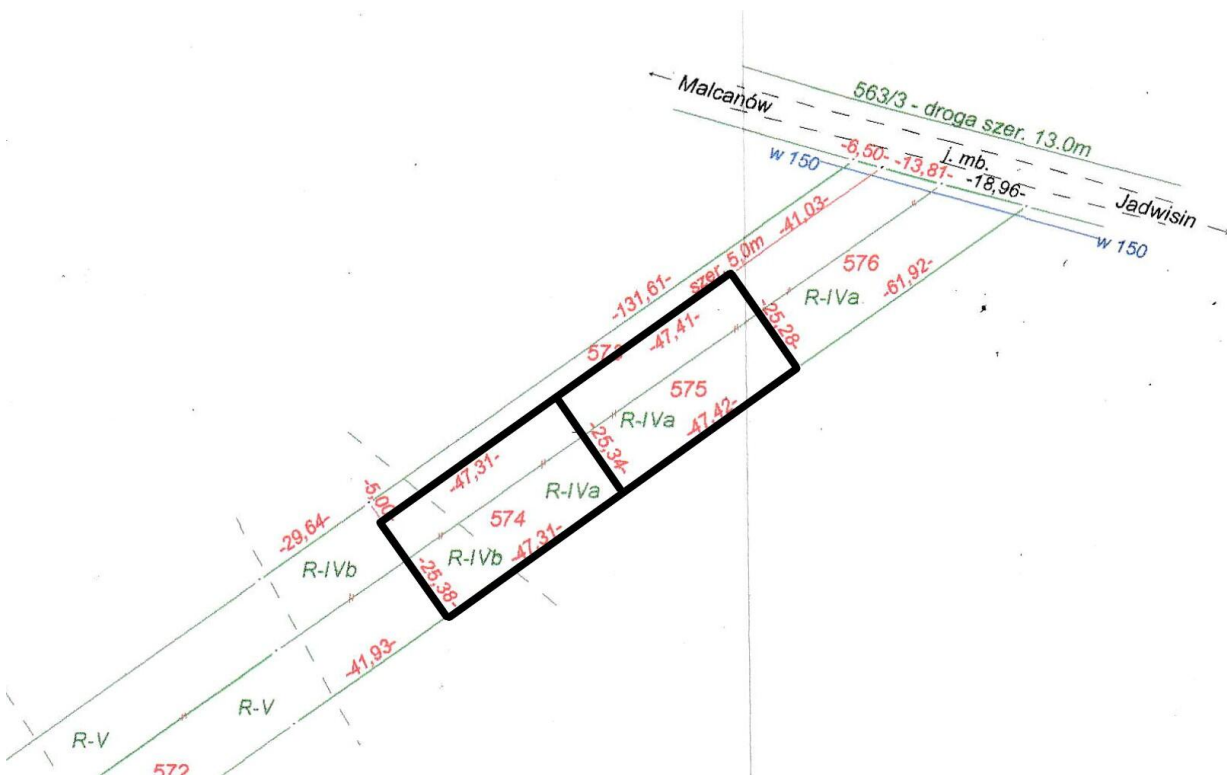 Malcanów
563/3 - droga szer. 13.0m
j. mb.
Jadwisin
-6,50-
-13,81-
-18,96-
w 150
w 150
-41,03-
szer. 5,0m
576
R-IVa
-61,92-
-131,61-
-25,28-
-47,41-
575
R-IVa
-47,42-
-25,34-
-47,31-
R-IVa
574
R-IVb
-47,31-
-5,00-
-25,38-
-29,64-
R-IVb
-41,93-
R-V
R-V
572